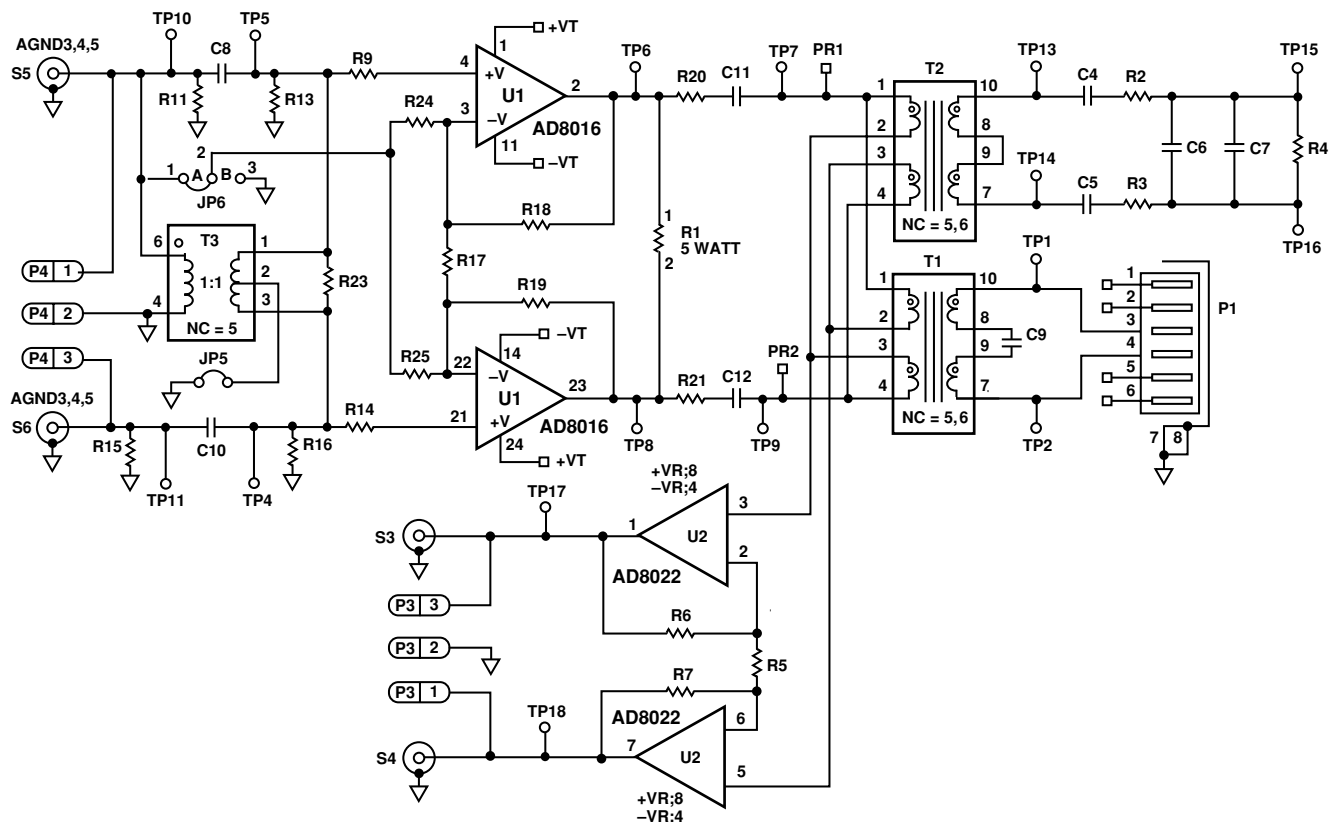 TP10
TP5
AGND3,4,5
C8
S5
R11
R13
R9
4
+V
1
+VT
U1
AD8016
2
R24
3
–V
11
–VT
TP6
R20
C11
TP7
PR1
T2
1
2
3
4
10
8
9
7
NC = 5,6
TP13
C4
R2
TP15
C6
C7
R4
TP14
C5
R3
TP16
1
A
2
B
3
JP6
R18
R17
R19
1
R1
5 WATT
2
T3
6
1:1
4
1
2
3
NC = 5
R23
P4 1
P4 2
P4 3
JP5
T1
1
2
3
4
10
8
9
7
NC = 5,6
C9
TP1
TP2
1
2
3
4
5
6
P1
7
8
R25
22
–V
14
–VT
U1
23
AD8016
21
+V
24
+VT
TP8
R21
C12
PR2
TP9
AGND3,4,5
S6
R15
TP11
C10
TP4
R16
R14
+VR;8
–VR;4
TP17
S3
1
U2
3
2
AD8022
P3 3
R6
P3 2
R5
P3 1
R7
AD8022
TP18
S4
7
U2
6
5
+VR;8
–VR;4